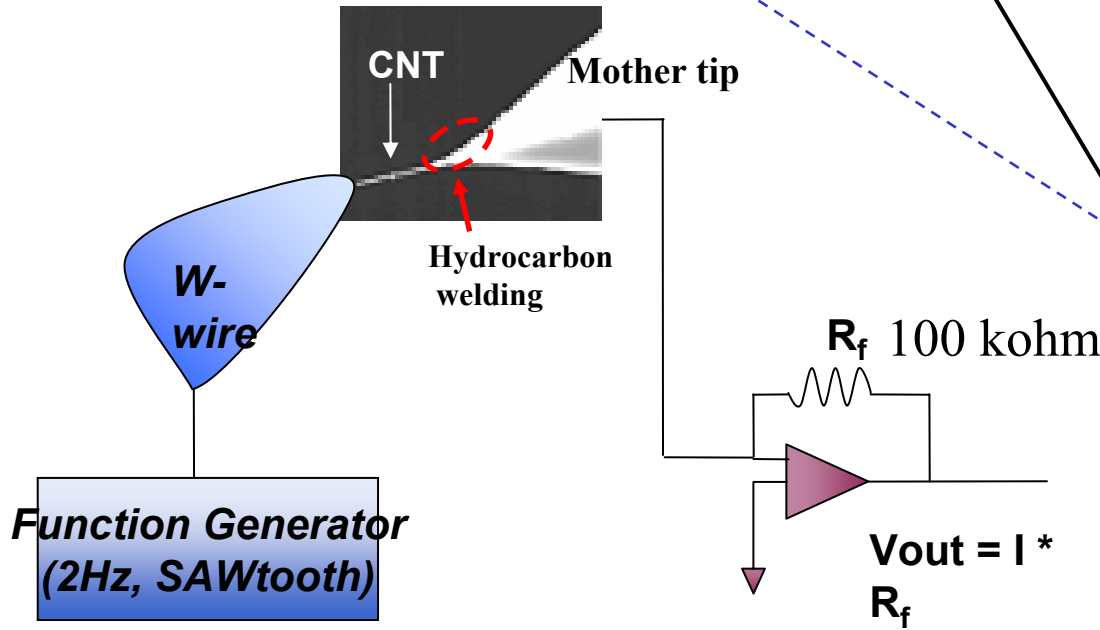 CNT
Mother tip
Hydrocarbon
welding
W-
wire
Rf 100 kohm
Function Generator
(2Hz, SAWtooth)
Vout = I *
Rf